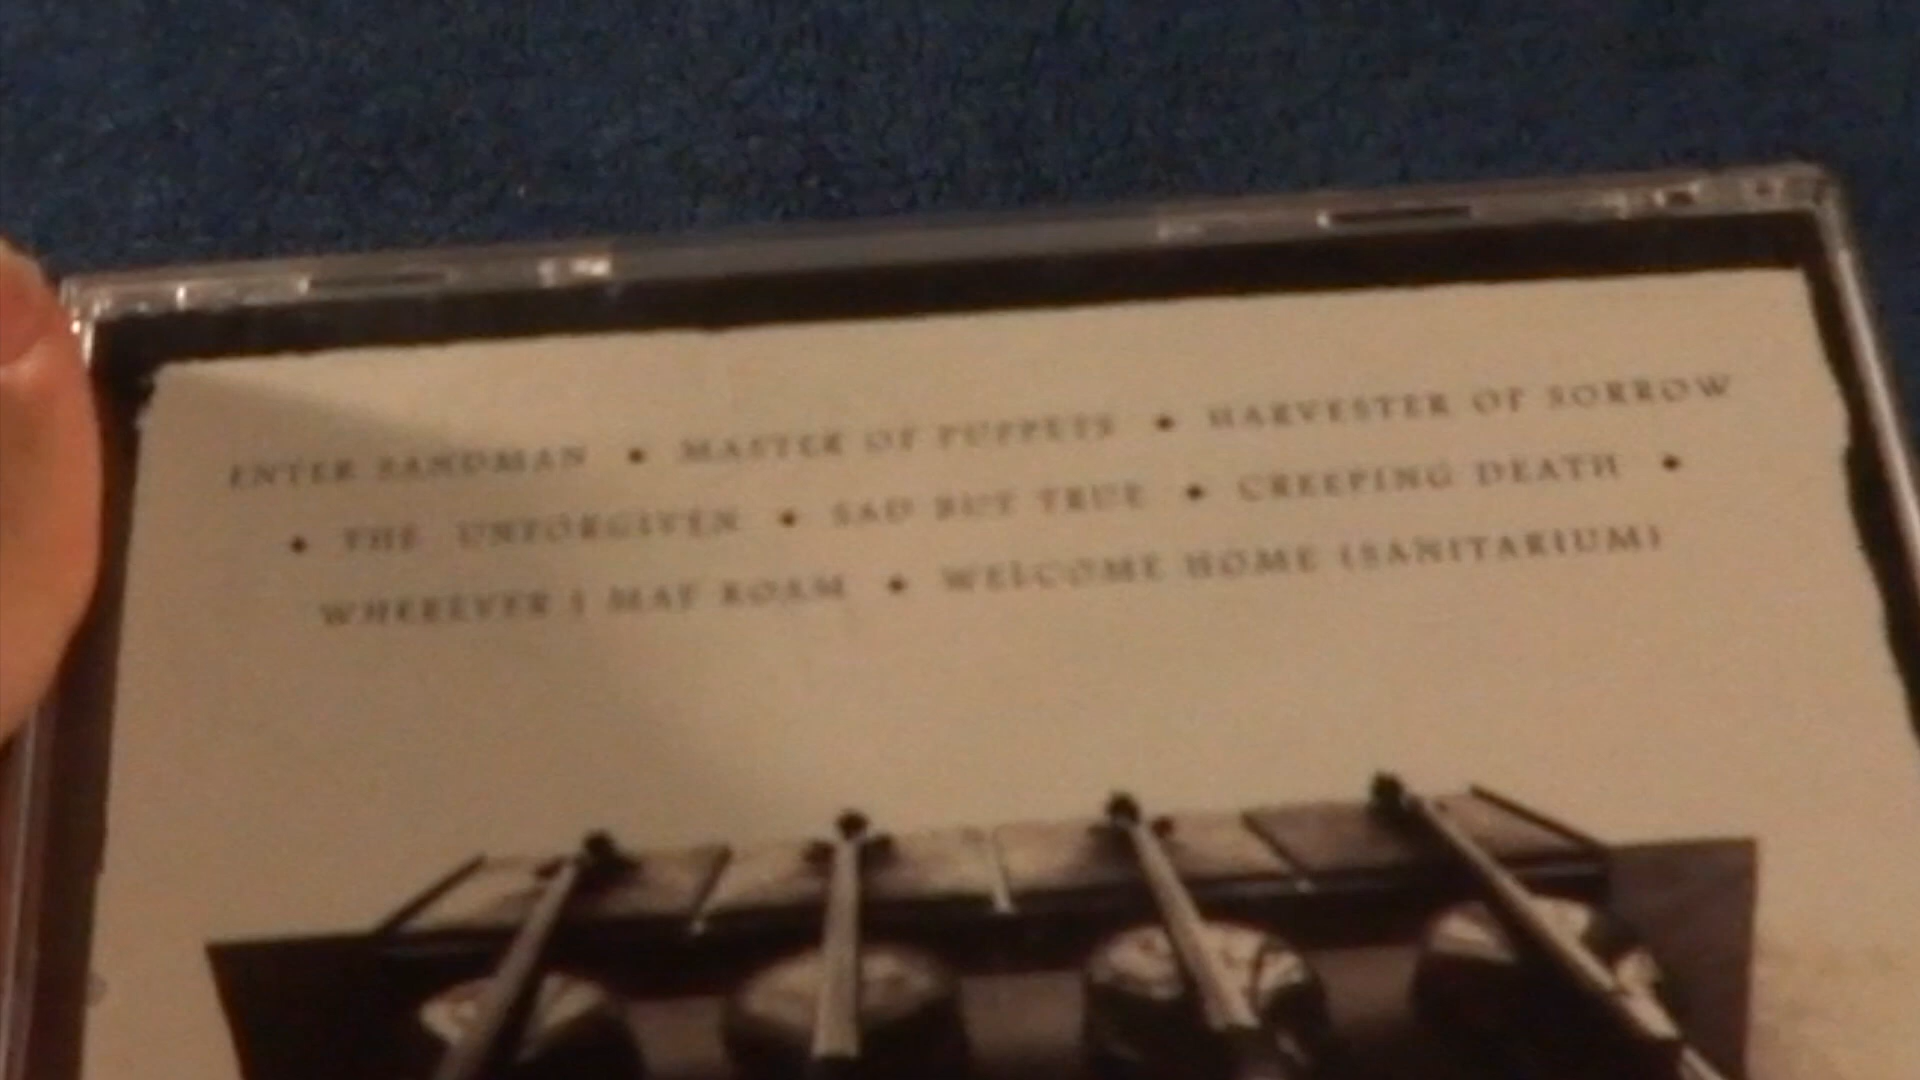 ENTER SANDMAN • MASTER OF PUPPETS • HARVESTER OF SORROW
• THE UNFORGIVEN • SAD BUT TRUE • CREEPING DEATH •
WHEREVER I MAY ROAM • WELCOME HOME (SANITARIUM)